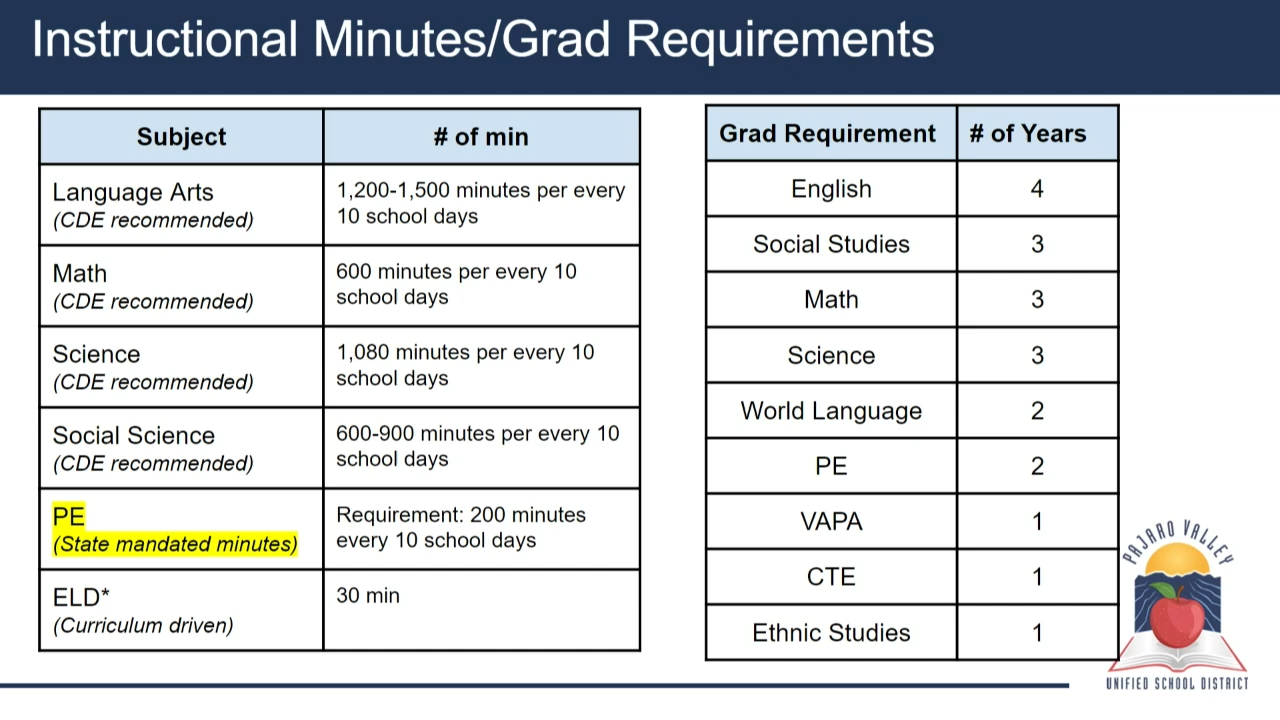 Instructional Minutes/Grad Requirements
Subject
# of min
Language Arts
(CDE recommended)
1,200-1,500 minutes per every
10 school days
Math
(CDE recommended)
600 minutes per every 10
school days
Science
(CDE recommended)
1,080 minutes per every 10
school days
Social Science
(CDE recommended)
600-900 minutes per every 10
school days
PE
(State mandated minutes)
Requirement: 200 minutes
every 10 school days
ELD*
(Curriculum driven)
30 min
Grad Requirement
# of Years
English
4
Social Studies
3
Math
3
Science
3
World Language
2
PE
2
VAPA
1
CTE
1
Ethnic Studies
1
PAJARO VALLEY
UNIFIED SCHOOL DISTRICT